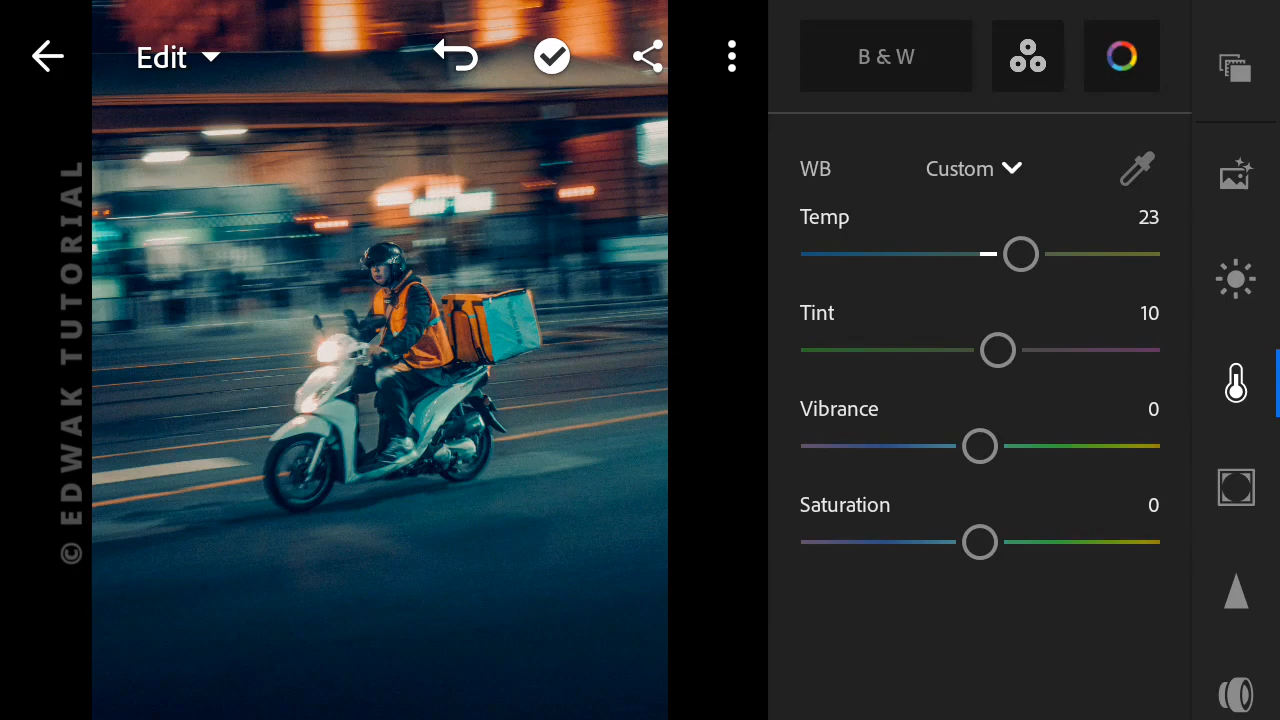 Edit
B & W
WB
Custom
Temp
23
Tint
10
Vibrance
0
Saturation
0
© EDWAK TUTORIAL